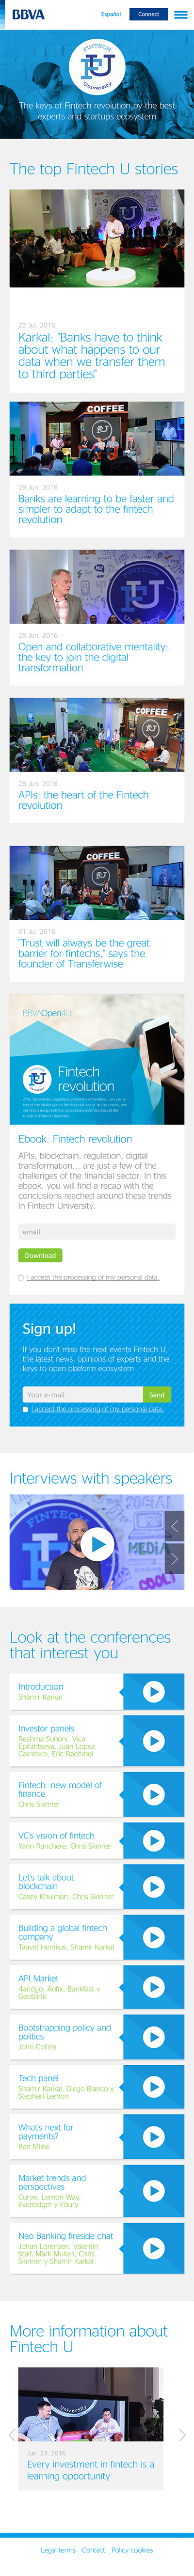 BBVA
Español
Connect
FINTECH
FU
University
The keys of Fintech revolution by the best
experts and startups ecosystem
The top Fintech U stories
22 Jul. 2016
Karkal: "Banks have to think
about what happens to our
data when we transfer them
to third parties"
COFFEE
29 Jun. 2016
Banks are learning to be faster and
simpler to adapt to the fintech
revolution
28 Jun. 2016
Open and collaborative mentality:
the key to join the digital
transformation
COFFEE
28 Jun. 2016
APIs: the heart of the Fintech
revolution
COFFEE
01 Jul. 2016
"Trust will always be the great
barrier for fintechs," says the
founder of Transferwise
BBVAOpen4U
Fintech
revolution
Ebook: Fintech revolution
APIs, blockchain, regulation, digital
transformation... are just a few of the
challenges of the financial sector. In this
ebook, you will find a recap with the
conclusions reached around these trends
in Fintech University.
email
Download
I accept the processing of my personal data.
Sign up!
If you don't miss the next events Fintech U,
the latest news, opinions of experts and the
keys to open platform ecosystem
Your e-mail
Send
I accept the processing of my personal data.
Interviews with speakers
FINTECH
MEDIA
COOL
Look at the conferences
that interest you
Introduction
Shamir Karkal
Investor panels
Reshma Sohoni, Vica
Epifantseva, Juan Lopez
Carretero, Eric Rachmel
Fintech: new model of
finance
Chris Skinner
VC's vision of fintech
Yann Ranchere, Chris Skinner
Let's talk about
blockchain
Casey Khulman, Chris Skinner
Building a global fintech
company
Taavet Hinrikus, Shamir Karkal
API Market
4andgo, Anfix, Bankfast y
Geoblink
Bootstrapping policy and
politics
John Collins
Tech panel
Shamir Karkal, Diego Blanco y
Stephen Lemon
What's next for
payments?
Ben Milne
Market trends and
perspectives
Curve, Lemon Way,
Everledger y Ebury
Neo Banking fireside chat
Johan Lorenzen, Valentin
Stalf, Mark Mullen, Chris
Skinner y Shamir Karkal
More information about
Fintech U
University
Jun. 23, 2016
Every investment in fintech is a
learning opportunity
Legal terms
Contact
Policy cookies